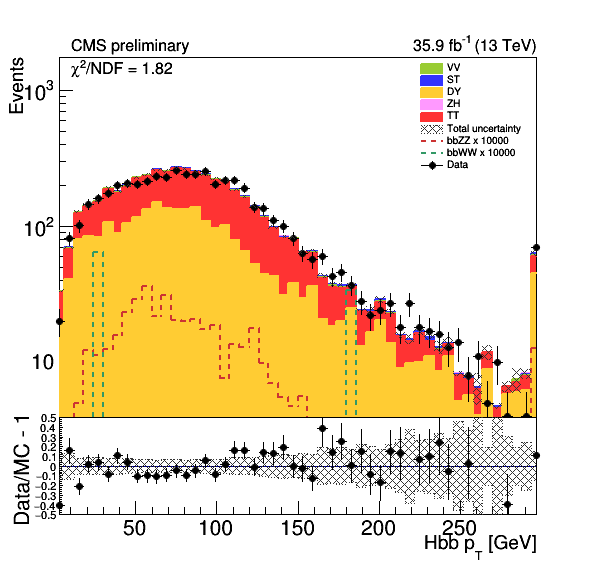 CMS preliminary
35.9 fb⁻¹ (13 TeV)
χ²/NDF = 1.82
Events
10³
10²
10
VV
ST
DY
ZH
TT
Total uncertainty
bbZZ x 10000
bbWW x 10000
Data
Data/MC - 1
0.5
0.4
0.3
0.2
0.1
0
-0.1
-0.2
-0.3
-0.4
-0.5
50 100 150 200 250
Hbb p_T [GeV]